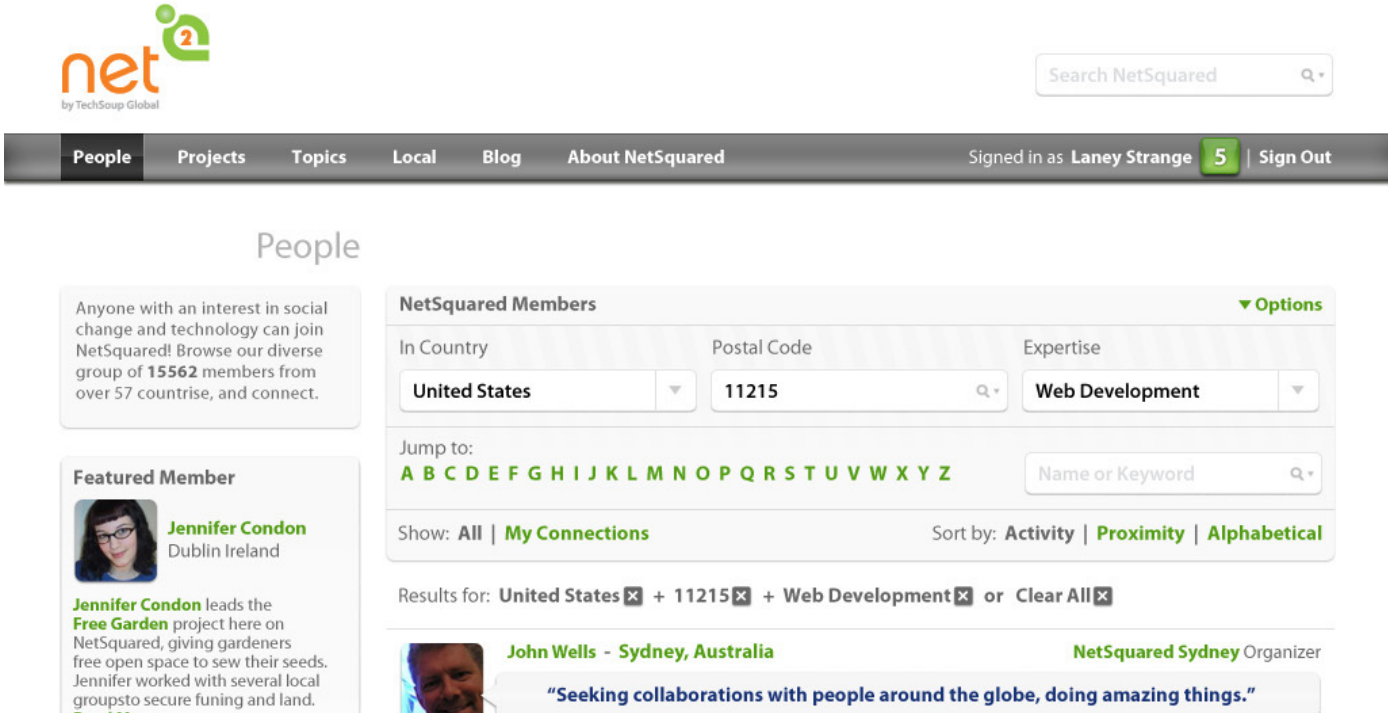 net2
by TechSoup Global
Search NetSquared
People Projects Topics Local Blog About NetSquared Signed in as Laney Strange 5 | Sign Out
People
Anyone with an interest in social
change and technology can join
NetSquared! Browse our diverse
group of 15562 members from
over 57 countrise, and connect.
Featured Member
Jennifer Condon
Dublin Ireland
Jennifer Condon leads the
Free Garden project here on
NetSquared, giving gardeners
free open space to sew their seeds.
Jennifer worked with several local
groupsto secure funing and land.
NetSquared Members ▼Options
In Country Postal Code Expertise
United States 11215 Web Development
Jump to:
A B C D E F G H I J K L M N O P Q R S T U V W X Y Z Name or Keyword
Show: All | My Connections Sort by: Activity | Proximity | Alphabetical
Results for: United States + 11215 + Web Development or Clear All
John Wells - Sydney, Australia NetSquared Sydney Organizer
“Seeking collaborations with people around the globe, doing amazing things.”